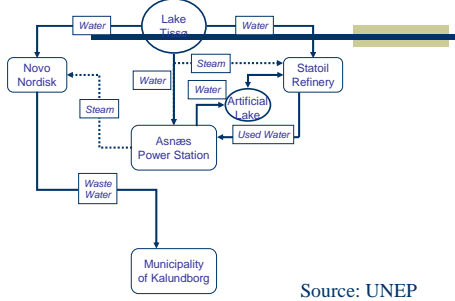 Lake
Tissø
Water
Water
Novo
Nordisk
Steam
Statoil
Refinery
Water
Water
Steam
Artificial
Lake
Asnæs
Power Station
Used Water
Waste
Water
Municipality
of Kalundborg
Source: UNEP